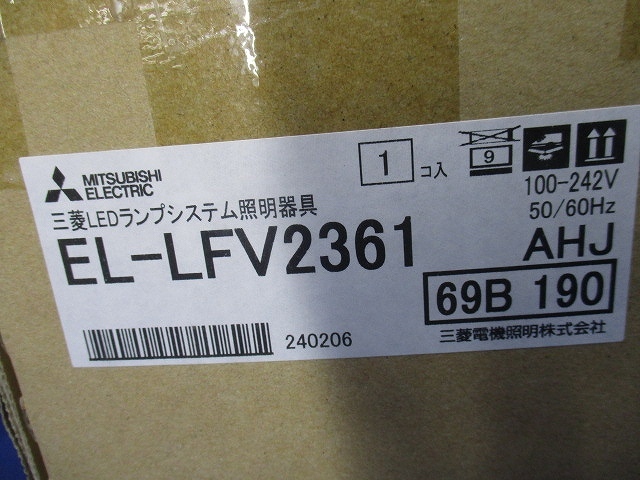 MITSUBISHI
ELECTRIC
1 コ入
9
三菱LEDランプシステム照明器具
100-242V
50/60Hz
EL-LFV2361
AHJ
69B 190
240206
三菱電機照明株式会社